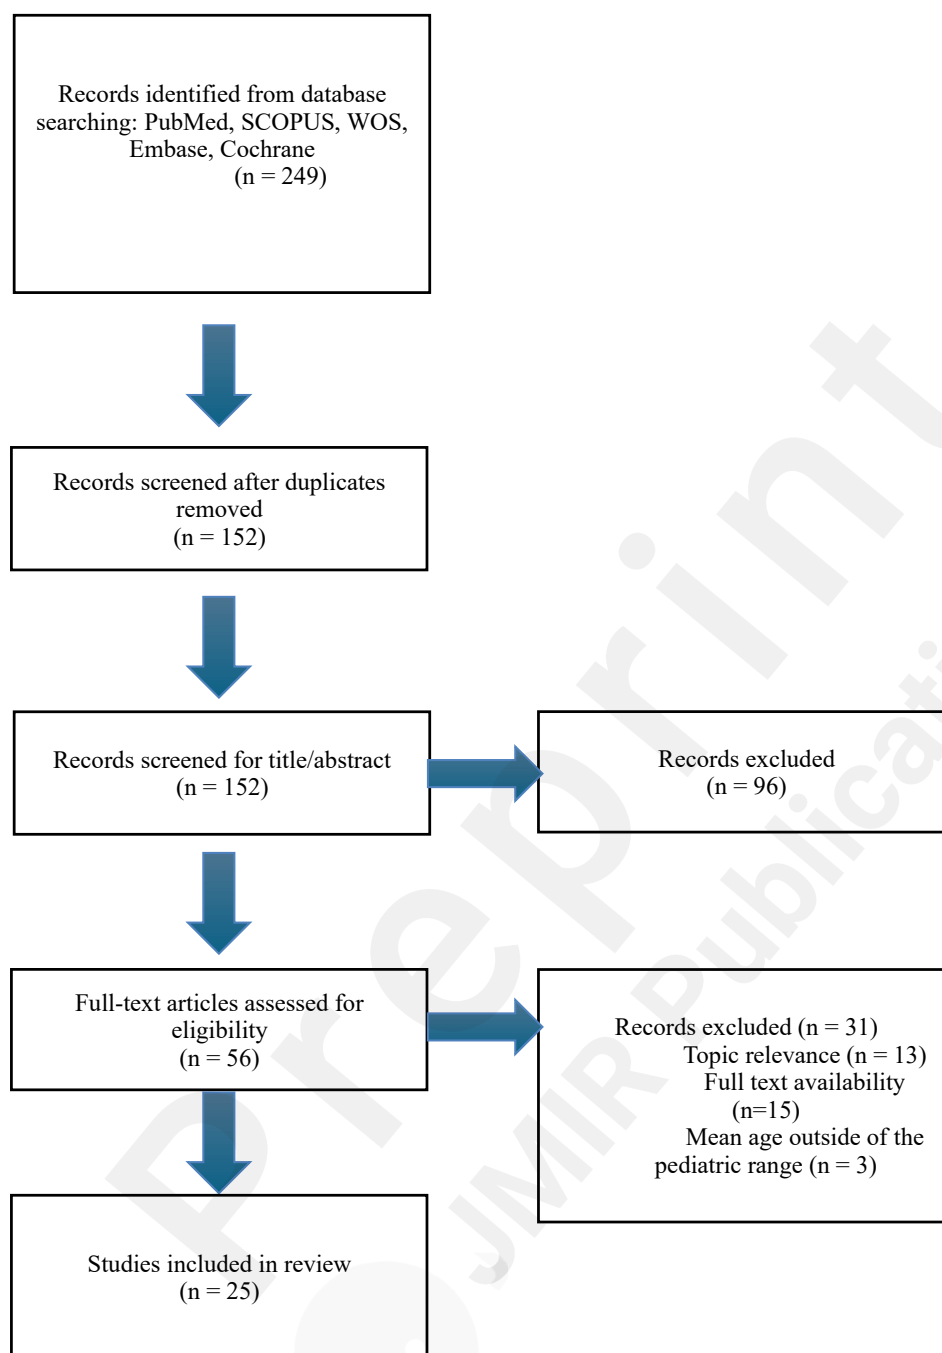 Records identified from database
searching: PubMed, SCOPUS, WOS,
Embase, Cochrane
(n = 249)
Records screened after duplicates
removed
(n = 152)
Records screened for title/abstract
(n = 152)
Records excluded
(n = 96)
Full-text articles assessed for
eligibility
(n = 56)
Records excluded (n = 31)
Topic relevance (n = 13)
Full text availability
(n=15)
Mean age outside of the
pediatric range (n = 3)
Studies included in review
(n = 25)
Preprint
JMIR